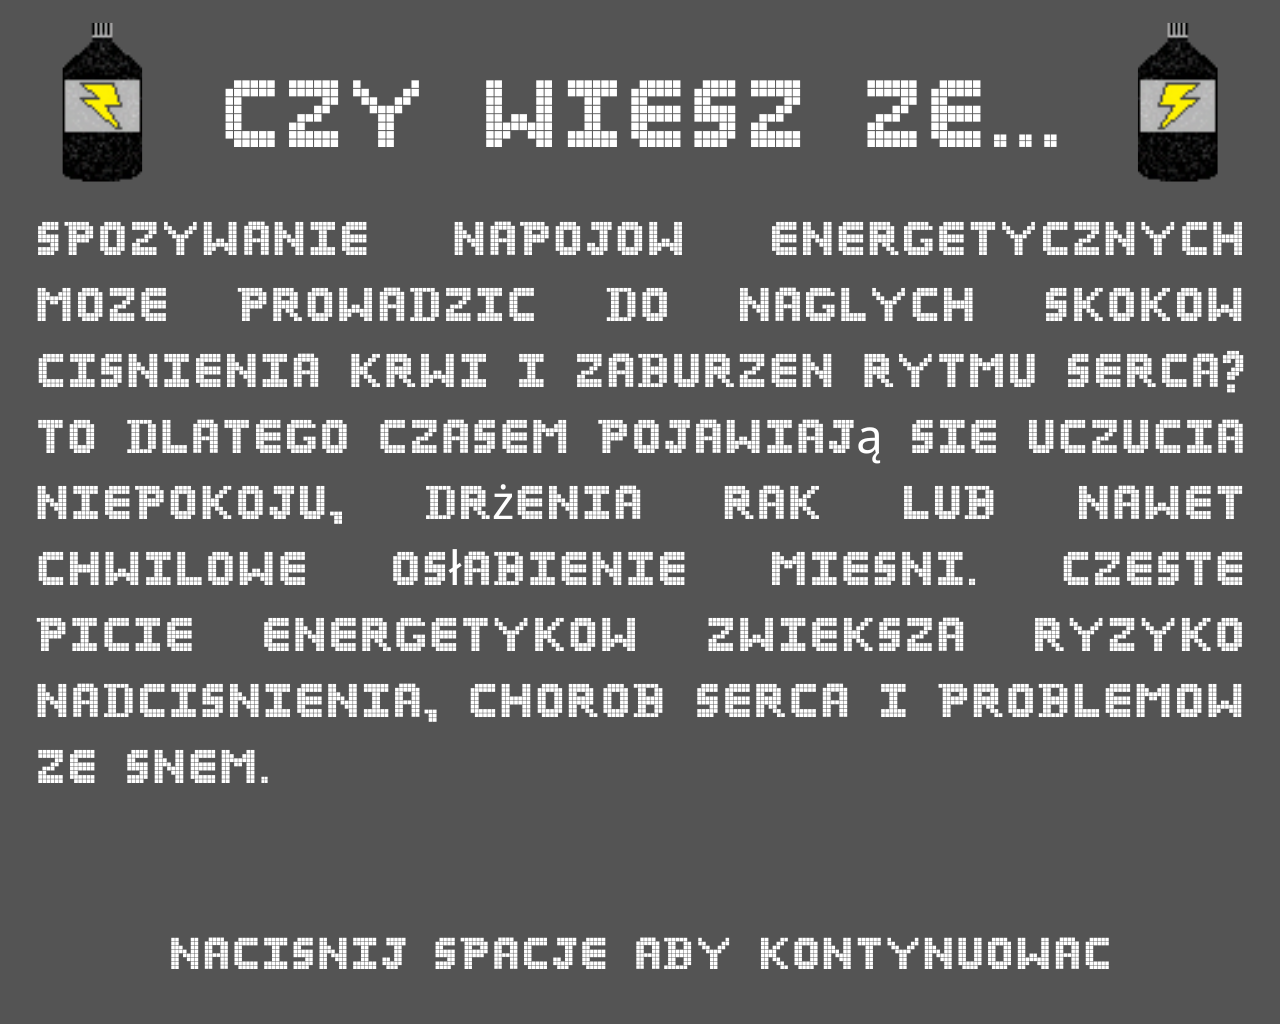 CZY WIESZ ZE...
SPOZYWANIE NAPOJOW ENERGETYCZNYCH
MOZE PROWADZIC DO NAGLYCH SKOKOW
CISNIENIA KRWI I ZABURZEN RYTMU SERCA?
TO DLATEGO CZASEM POJAWIAJą SIE UCZUCIA
NIEPOKOJU, DRżENIA RAK LUB NAWET
CHWILOWE OSłABIENIE MIESNI. CZESTE
PICIE ENERGETYKOW ZWIEKSZA RYZYKO
NADCISNIENIA, CHOROB SERCA I PROBLEMOW
ZE SNEM.
NACISNIJ SPACJE ABY KONTYNUOWAC